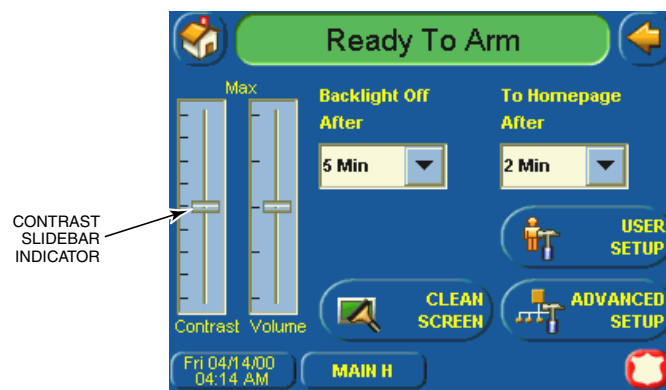 Ready To Arm
Max
Backlight Off
After
To Homepage
After
5 Min
2 Min
CONTRAST
SLIDEBAR
INDICATOR
USER
SETUP
CLEAN
SCREEN
ADVANCED
SETUP
Contrast Volume
Fri 04/14/00
04:14 AM
MAIN H